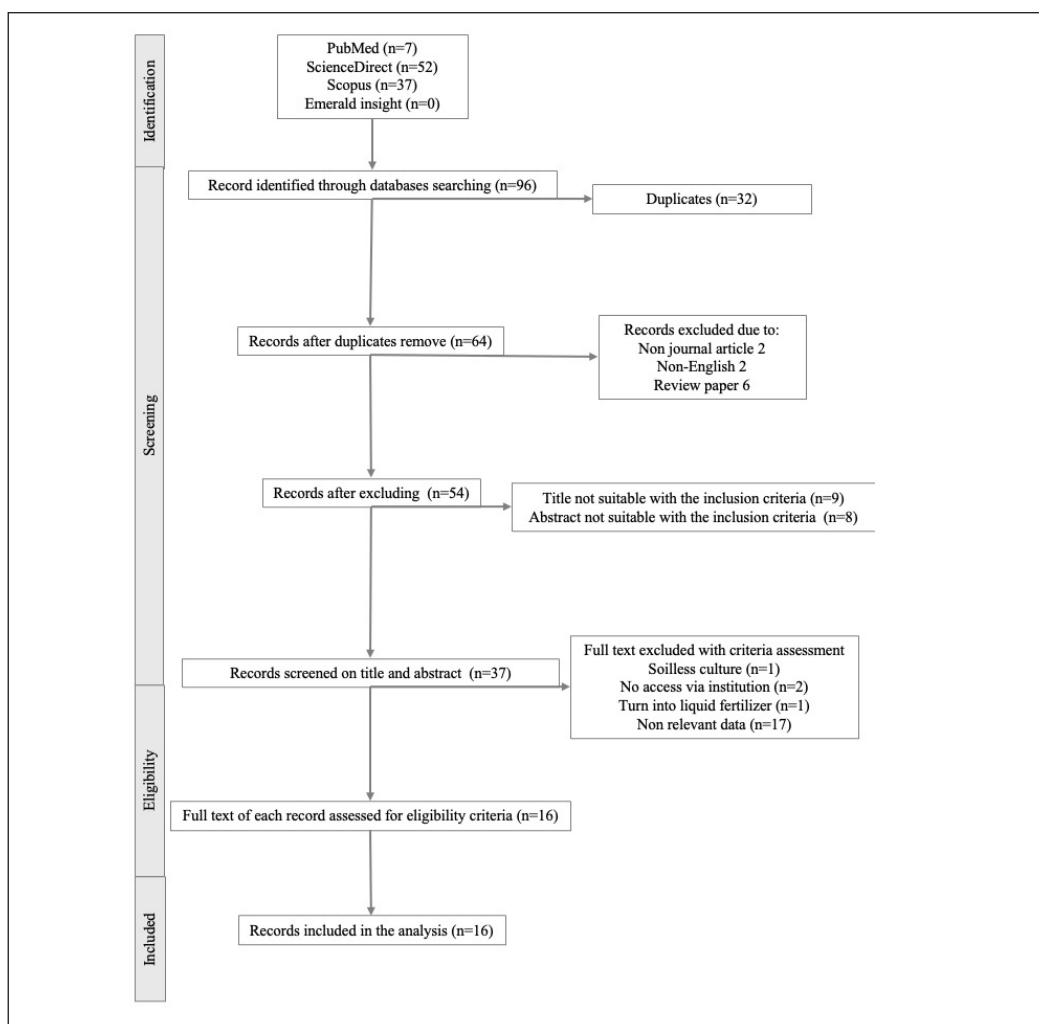 Identification
PubMed (n=7)
ScienceDirect (n=52)
Scopus (n=37)
Emerald insight (n=0)
Screening
Record identified through databases searching (n=96)
Duplicates (n=32)
Records after duplicates remove (n=64)
Records excluded due to:
Non journal article 2
Non-English 2
Review paper 6
Records after excluding (n=54)
Title not suitable with the inclusion criteria (n=9)
Abstract not suitable with the inclusion criteria (n=8)
Records screened on title and abstract (n=37)
Full text excluded with criteria assessment
Soilless culture (n=1)
No access via institution (n=2)
Turn into liquid fertilizer (n=1)
Non relevant data (n=17)
Eligibility
Full text of each record assessed for eligibility criteria (n=16)
Included
Records included in the analysis (n=16)